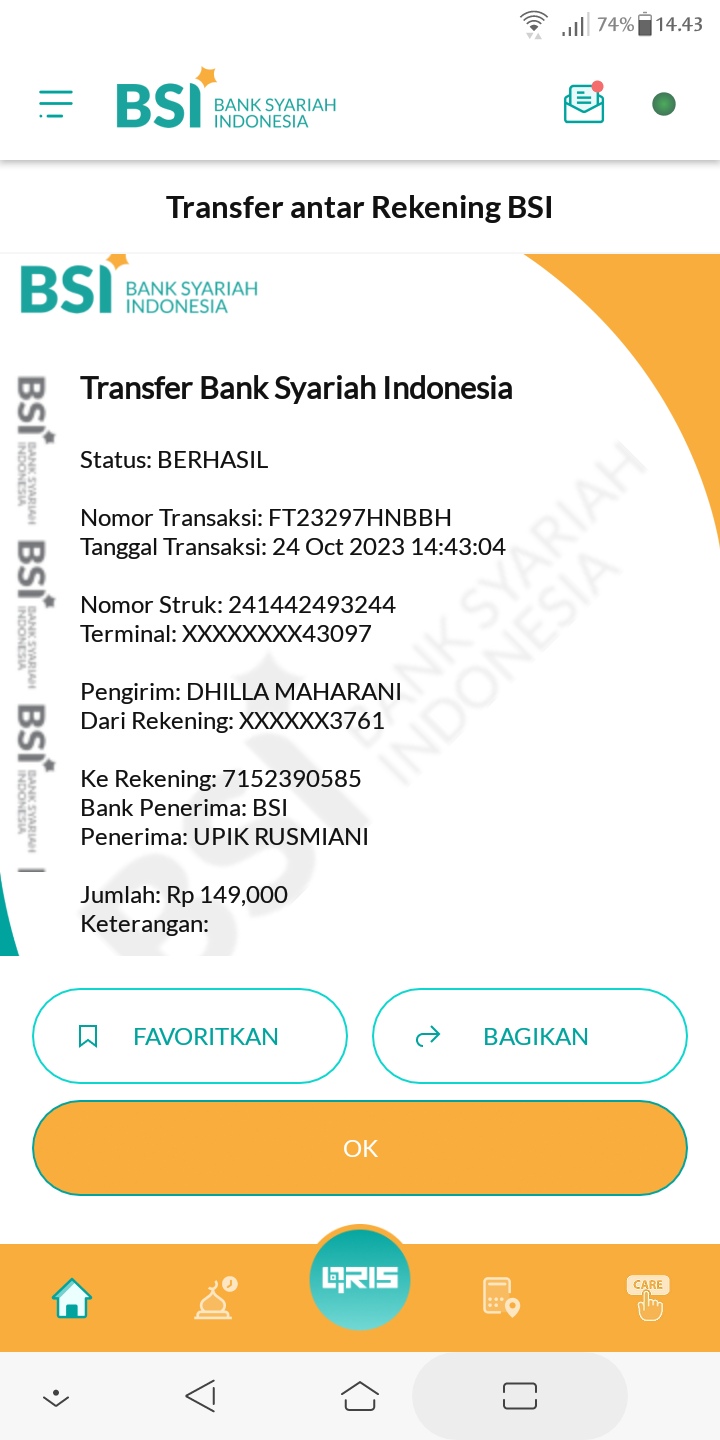 74% 14.43
BSI BANK SYARIAH
INDONESIA
Transfer antar Rekening BSI
BSI BANK SYARIAH
INDONESIA
Transfer Bank Syariah Indonesia
Status: BERHASIL
Nomor Transaksi: FT23297HNBBH
Tanggal Transaksi: 24 Oct 2023 14:43:04
Nomor Struk: 241442493244
Terminal: XXXXXXXX43097
Pengirim: DHILLA MAHARANI
Dari Rekening: XXXXXX3761
Ke Rekening: 7152390585
Bank Penerima: BSI
Penerima: UPIK RUSMIANI
Jumlah: Rp 149,000
Keterangan:
BSI BANK SYARIAH
INDONESIA
BSI BANK SYARIAH
INDONESIA
BSI BANK SYARIAH
INDONESIA
BSI BANK SYARIAH
INDONESIA
FAVORITKAN
BAGIKAN
OK
QRIS
CARE